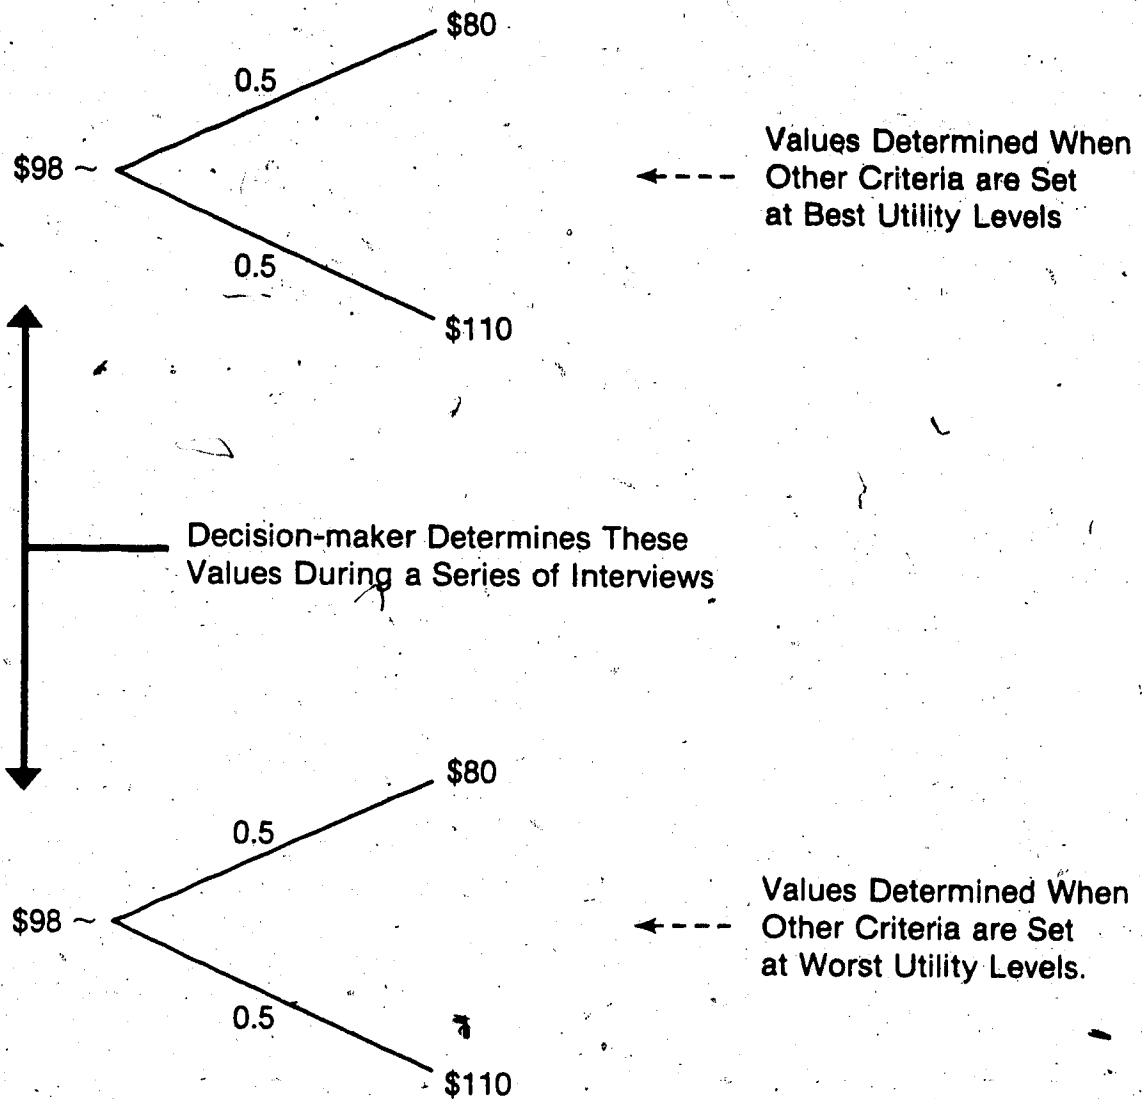 $80
0.5
$98 ~
Values Determined When
Other Criteria are Set
at Best Utility Levels
0.5
$110
Decision-maker Determines These
Values During a Series of Interviews
$80
0.5
$98 ~
Values Determined When
Other Criteria are Set
at Worst Utility Levels.
0.5
$110